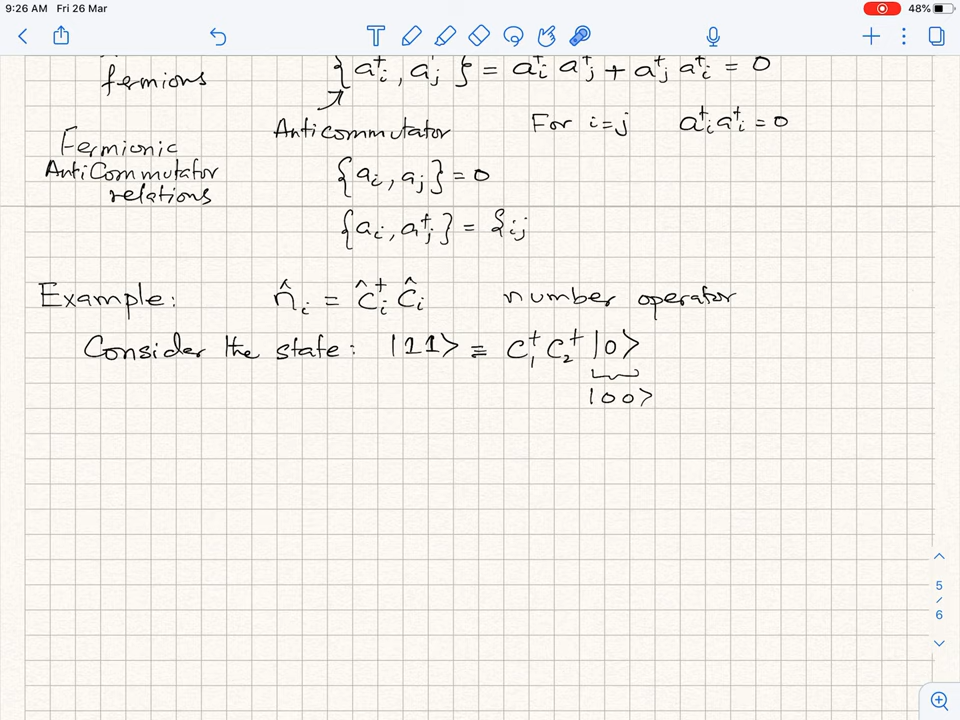 9:26 AM Fri 26 Mar 48%
T
fermions {a†i, a†j} = a†i a†j + a†j a†i = 0
Anticommutator For i=j a†i a†i = 0
Fermionic
AntiCommutator
relations
{ai, aj} = 0
{ai, a†j} = δij
Example: n̂i = ĉ†i ĉi number operator
Consider the state: |11> ≡ c†1 c†2 |0>
|00>
5
/
6